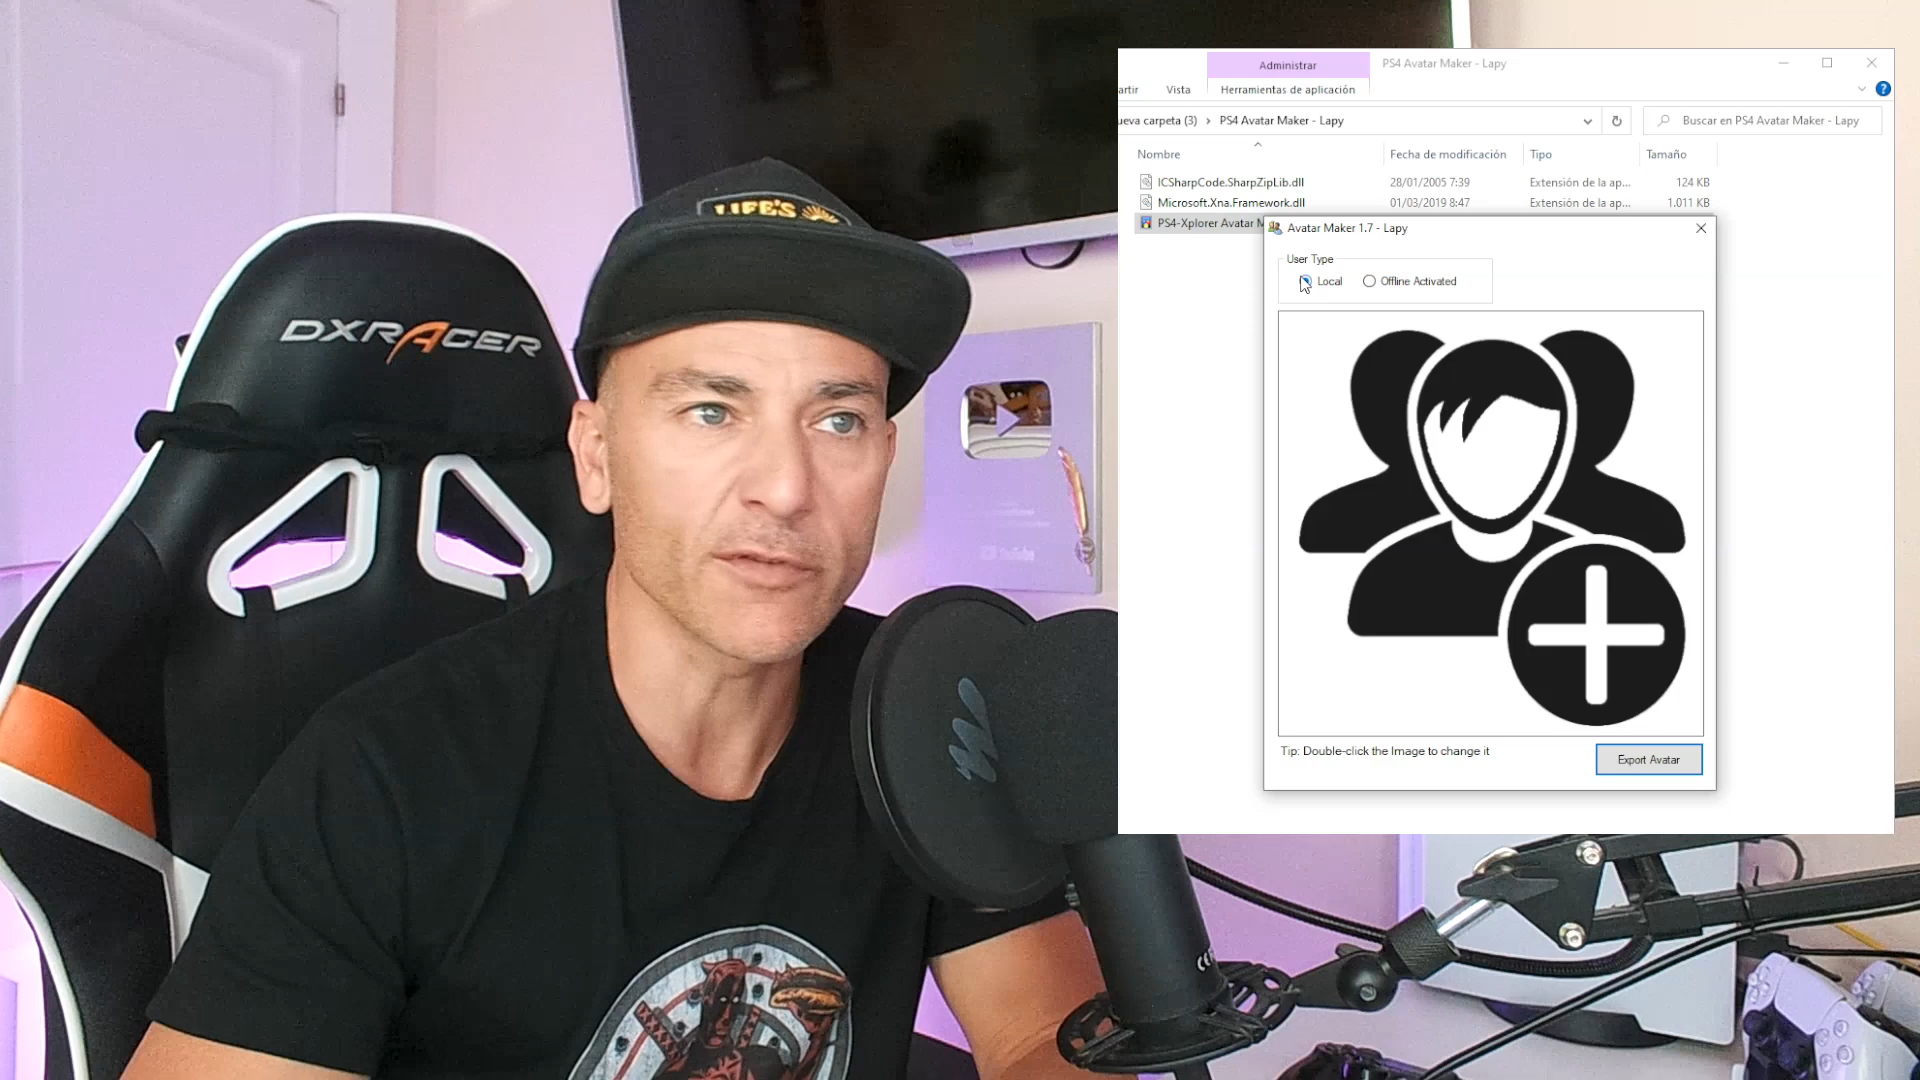 LIFE'S
DXRACER
YouTube
Administrar
PS4 Avatar Maker - Lapy
artir
Vista
Herramientas de aplicación
ueva carpeta (3) > PS4 Avatar Maker - Lapy
Buscar en PS4 Avatar Maker - Lapy
Nombre
Fecha de modificación
Tipo
Tamaño
ICSharpCode.SharpZipLib.dll
28/01/2005 7:39
Extensión de la ap...
124 KB
Microsoft.Xna.Framework.dll
01/03/2019 8:47
Extensión de la ap...
1.011 KB
PS4-Xplorer Avatar M
Avatar Maker 1.7 - Lapy
User Type
Local
Offline Activated
Tip: Double-click the Image to change it
Export Avatar
CE